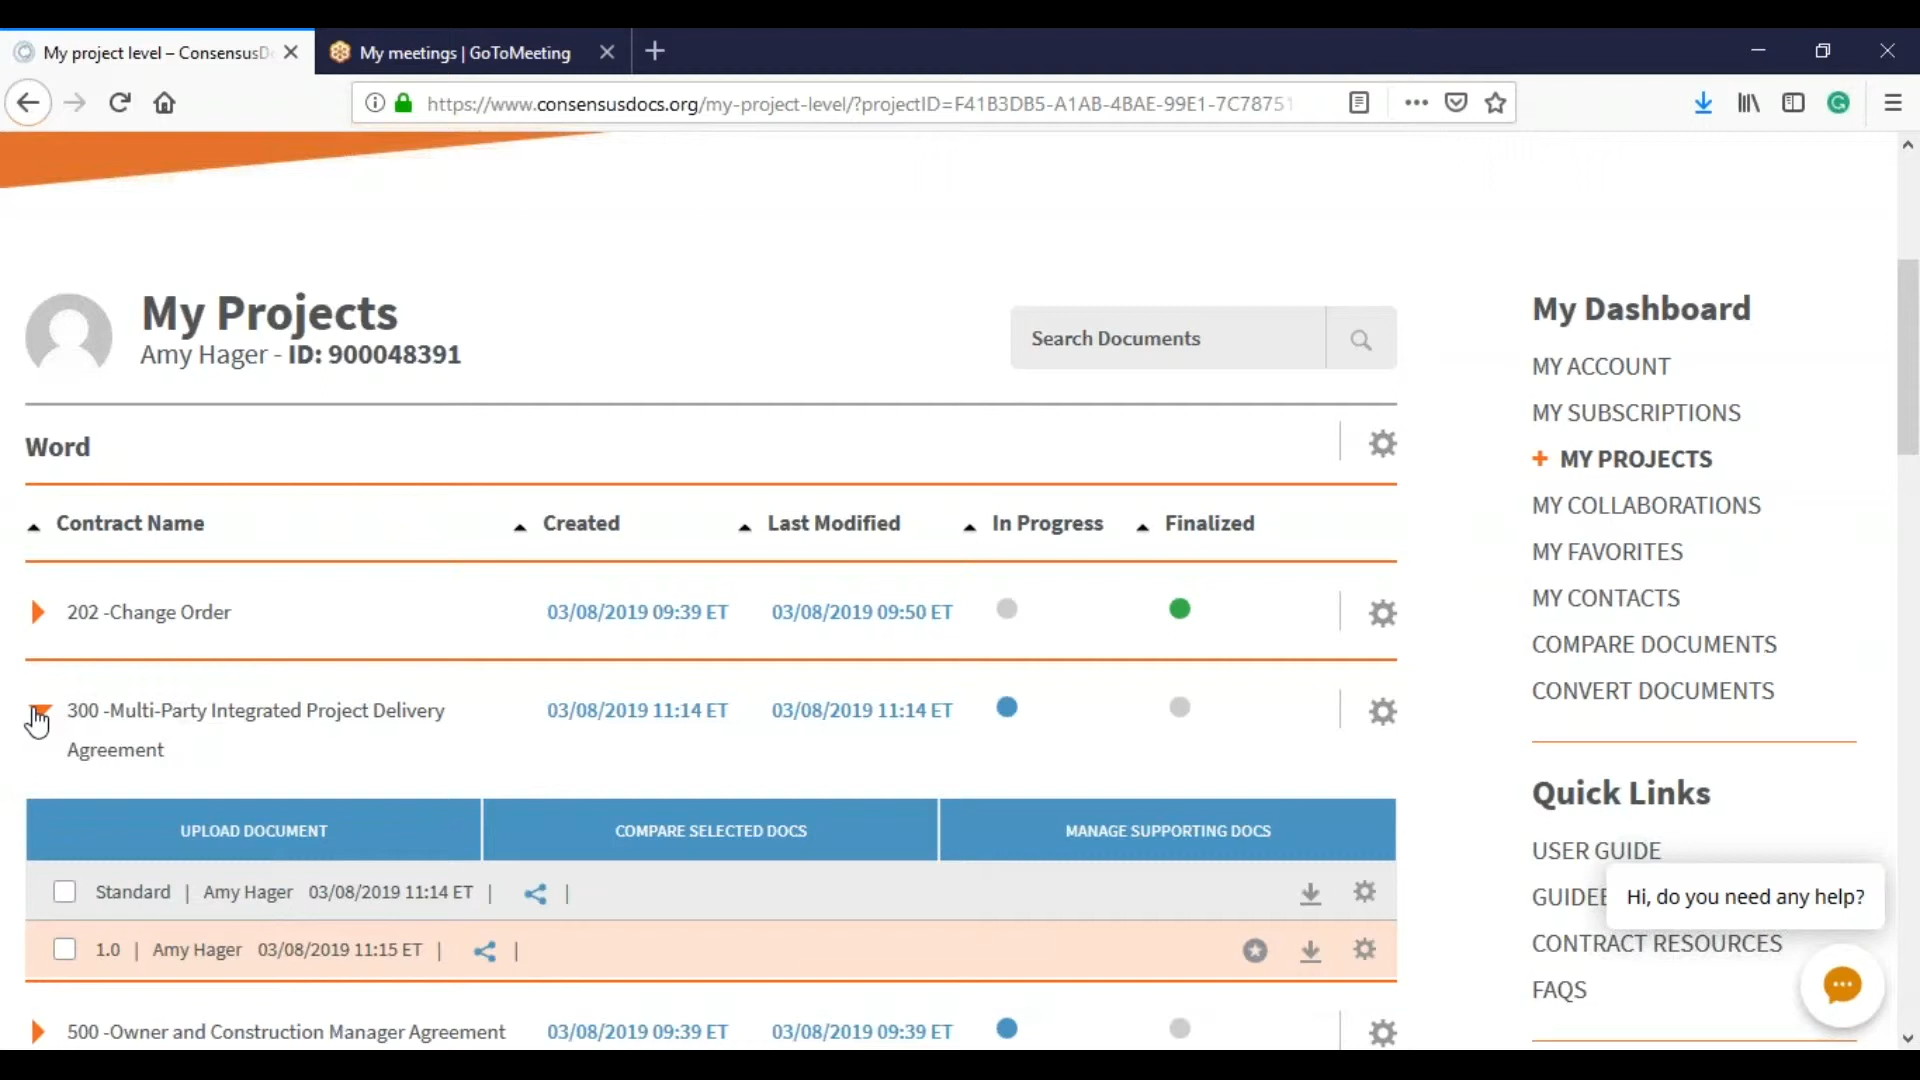 My project level – ConsensusD
My meetings | GoToMeeting
https://www.consensusdocs.org/my-project-level/?projectID=F41B3DB5-A1AB-4BAE-99E1-7C78751
My Projects
Amy Hager - ID: 900048391
Search Documents
Word
Contract Name Created Last Modified In Progress Finalized
202 -Change Order 03/08/2019 09:39 ET 03/08/2019 09:50 ET
300 -Multi-Party Integrated Project Delivery 03/08/2019 11:14 ET 03/08/2019 11:14 ET
Agreement
UPLOAD DOCUMENT COMPARE SELECTED DOCS MANAGE SUPPORTING DOCS
Standard | Amy Hager 03/08/2019 11:14 ET | |
1.0 | Amy Hager 03/08/2019 11:15 ET | |
500 -Owner and Construction Manager Agreement 03/08/2019 09:39 ET 03/08/2019 09:39 ET
My Dashboard
MY ACCOUNT
MY SUBSCRIPTIONS
+ MY PROJECTS
MY COLLABORATIONS
MY FAVORITES
MY CONTACTS
COMPARE DOCUMENTS
CONVERT DOCUMENTS
Quick Links
USER GUIDE
Hi, do you need any help?
CONTRACT RESOURCES
FAQS